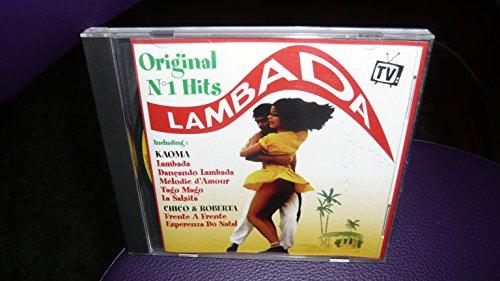 Original
N°1 Hits
LAMBADA
TV
Including :
KAOMA
Lambada
Dançando Lambada
Mélodie d'Amour
Tago Mago
La Salsita
CHICO & ROBERTA
Frente A Frente
Esperenza Do Natal